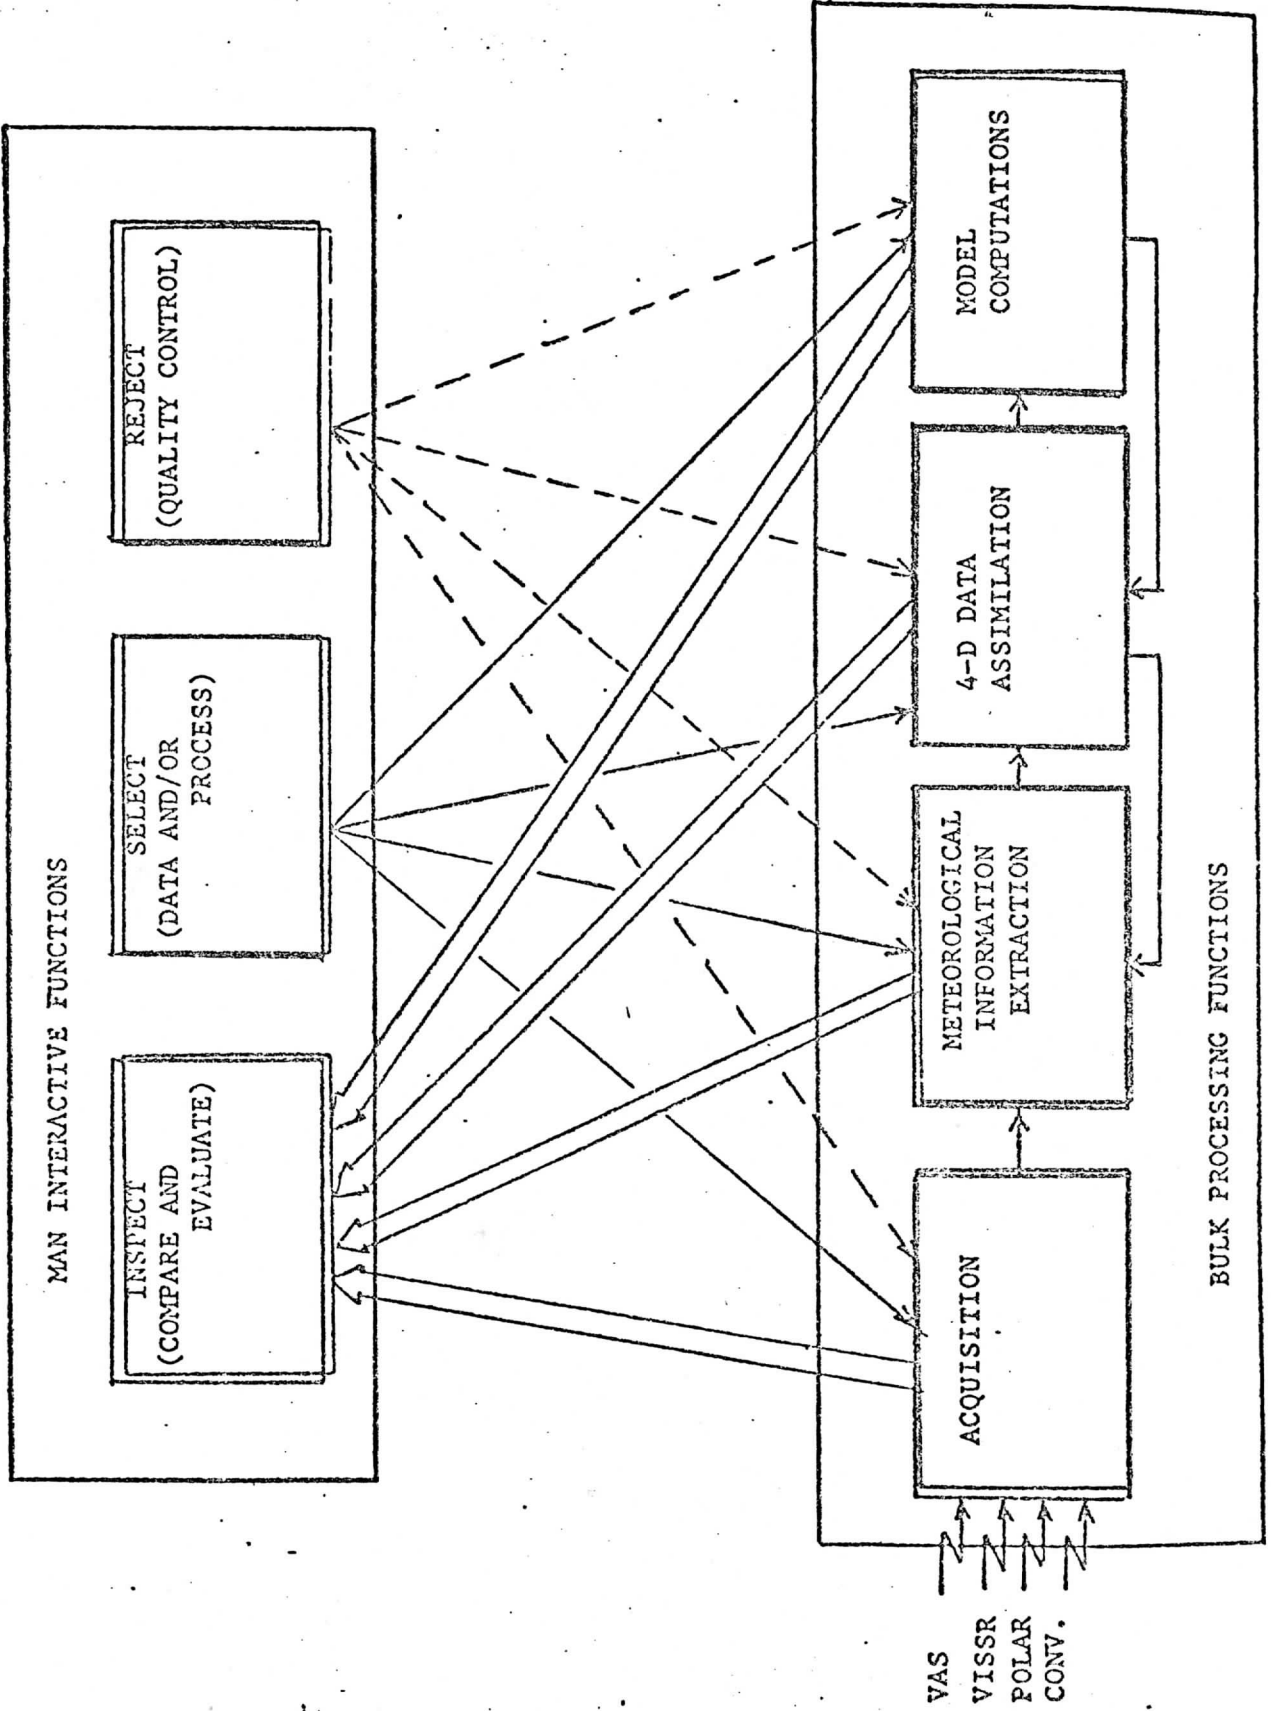 MAN INTERACTIVE FUNCTIONS
INSPECT
(COMPARE AND
EVALUATE)
SELECT
(DATA AND/OR
PROCESS)
REJECT
(QUALITY CONTROL)
VAS
VISSR
POLAR
CONV.
ACQUISITION
METEOROLOGICAL
INFORMATION
EXTRACTION
4-D DATA
ASSIMILATION
MODEL
COMPUTATIONS
BULK PROCESSING FUNCTIONS